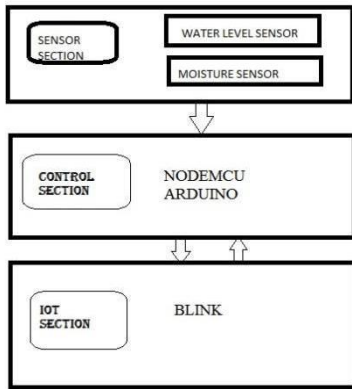 SENSOR
SECTION
WATER LEVEL SENSOR
MOISTURE SENSOR
CONTROL
SECTION
NODEMCU
ARDUINO
IOT
SECTION
BLINK